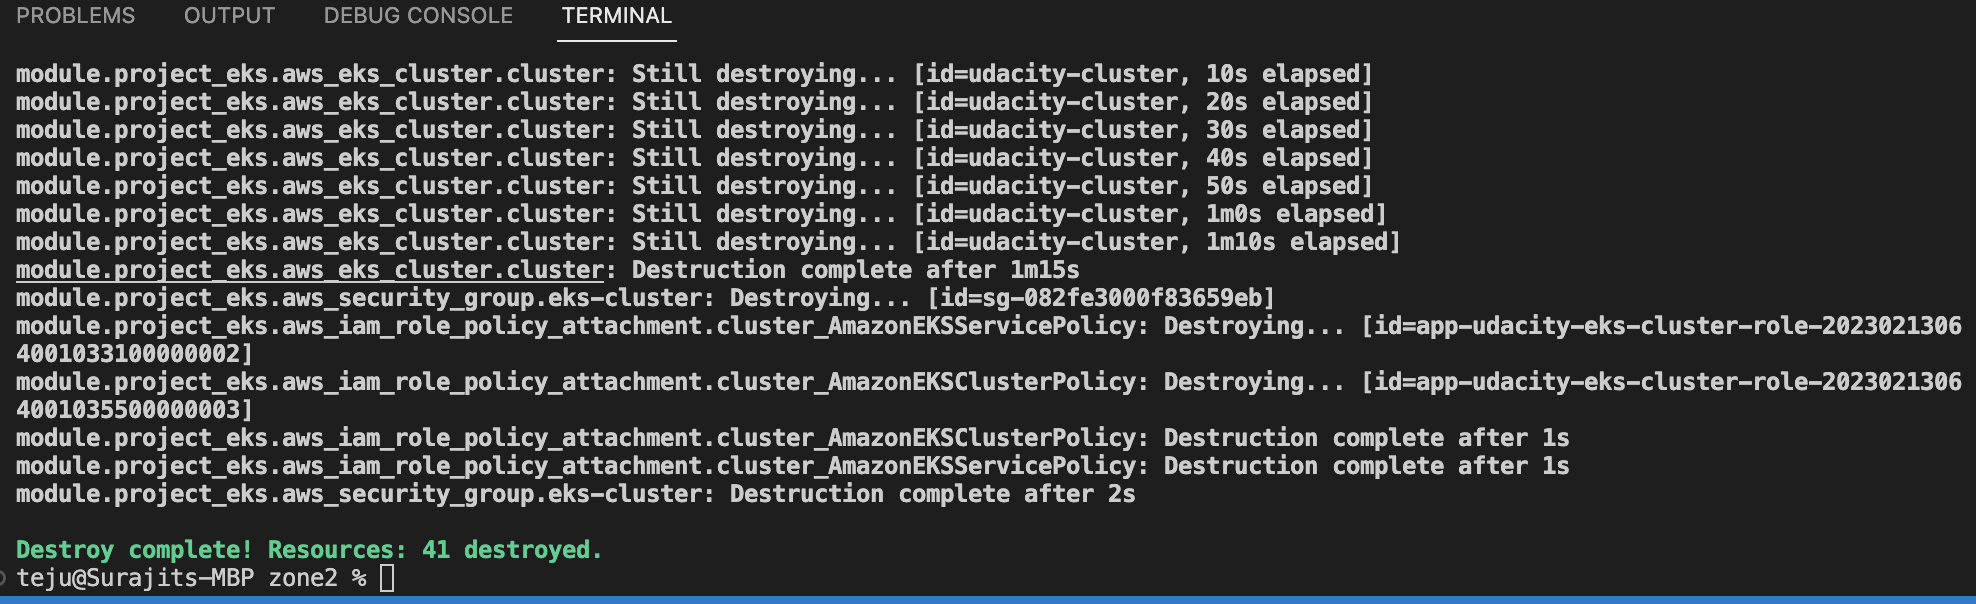 PROBLEMS OUTPUT DEBUG CONSOLE TERMINAL
module.project_eks.aws_eks_cluster.cluster: Still destroying... [id=udacity-cluster, 10s elapsed]
module.project_eks.aws_eks_cluster.cluster: Still destroying... [id=udacity-cluster, 20s elapsed]
module.project_eks.aws_eks_cluster.cluster: Still destroying... [id=udacity-cluster, 30s elapsed]
module.project_eks.aws_eks_cluster.cluster: Still destroying... [id=udacity-cluster, 40s elapsed]
module.project_eks.aws_eks_cluster.cluster: Still destroying... [id=udacity-cluster, 50s elapsed]
module.project_eks.aws_eks_cluster.cluster: Still destroying... [id=udacity-cluster, 1m0s elapsed]
module.project_eks.aws_eks_cluster.cluster: Still destroying... [id=udacity-cluster, 1m10s elapsed]
module.project_eks.aws_eks_cluster.cluster: Destruction complete after 1m15s
module.project_eks.aws_security_group.eks-cluster: Destroying... [id=sg-082fe3000f83659eb]
module.project_eks.aws_iam_role_policy_attachment.cluster_AmazonEKSServicePolicy: Destroying... [id=app-udacity-eks-cluster-role-2023021306
4001033100000002]
module.project_eks.aws_iam_role_policy_attachment.cluster_AmazonEKSClusterPolicy: Destroying... [id=app-udacity-eks-cluster-role-2023021306
4001035500000003]
module.project_eks.aws_iam_role_policy_attachment.cluster_AmazonEKSClusterPolicy: Destruction complete after 1s
module.project_eks.aws_iam_role_policy_attachment.cluster_AmazonEKSServicePolicy: Destruction complete after 1s
module.project_eks.aws_security_group.eks-cluster: Destruction complete after 2s
Destroy complete! Resources: 41 destroyed.
teju@Surajits-MBP zone2 %